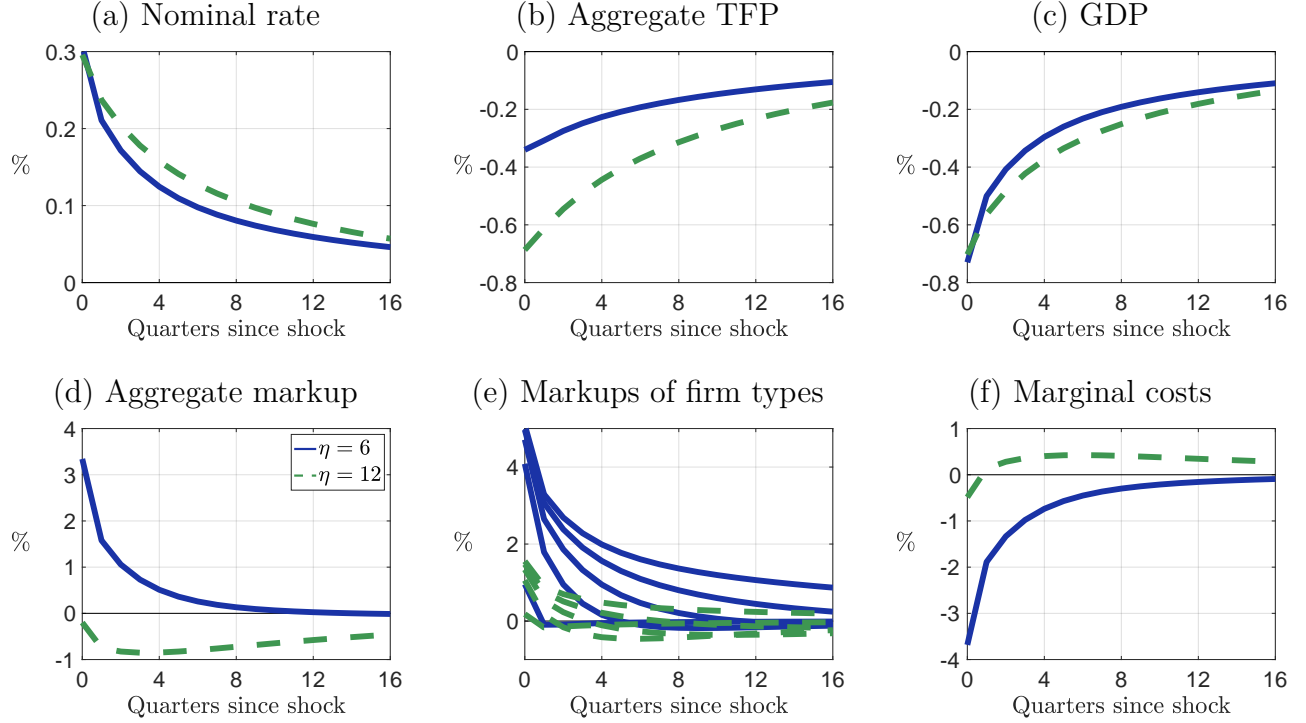 (a) Nominal rate
0.3
0.2
0.1
0
%
0 4 8 12 16
Quarters since shock
(b) Aggregate TFP
0
-0.2
-0.4
-0.6
-0.8
%
0 4 8 12 16
Quarters since shock
(c) GDP
0
-0.2
-0.4
-0.6
-0.8
%
0 4 8 12 16
Quarters since shock
(d) Aggregate markup
4
3
2
1
0
-1
%
η = 6
η = 12
0 4 8 12 16
Quarters since shock
(e) Markups of firm types
4
2
0
%
0 4 8 12 16
Quarters since shock
(f) Marginal costs
1
0
-1
-2
-3
-4
%
0 4 8 12 16
Quarters since shock